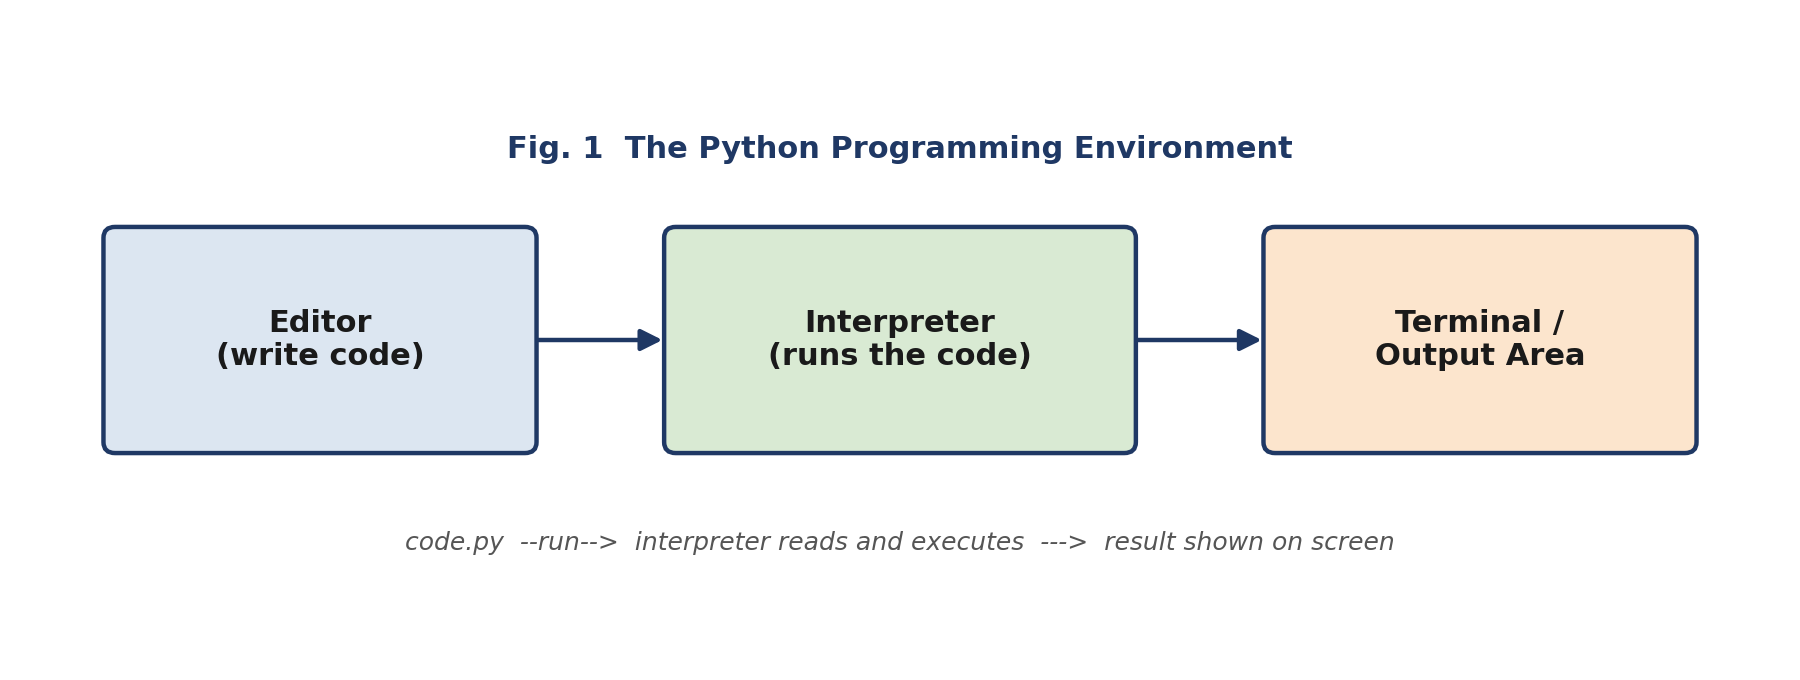 Fig. 1  The Python Programming Environment
Editor
(write code)
Interpreter
(runs the code)
Terminal /
Output Area
code.py  --run-->  interpreter reads and executes  --->  result shown on screen